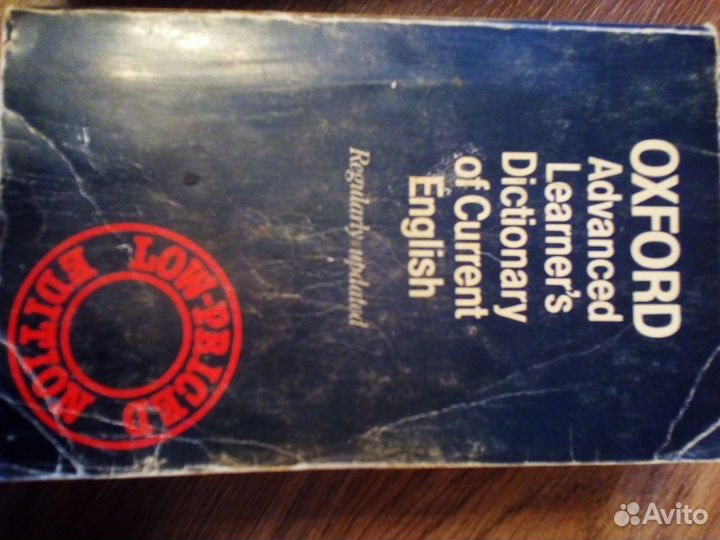 OXFORD
Advanced
Learner's
Dictionary
of Current
English
Regularly updated
LOW-PRICED
EDITION
Avito